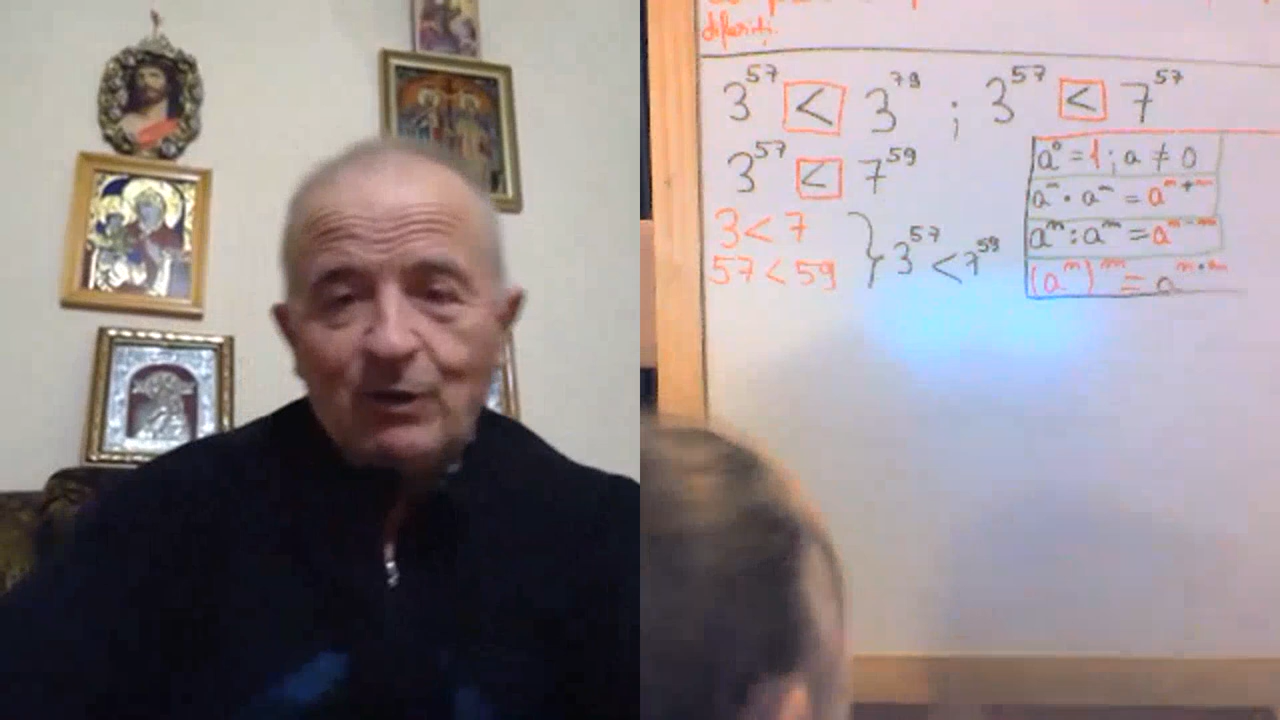 diferiți.
3^57 < 3^79 ; 3^57 < 7^57
3^57 < 7^59
3 < 7
57 < 59
} 3^57 < 7^59
a^0 = 1 ; a ≠ 0
a^m · a^n = a^m+n
a^m : a^n = a^m-n
(a^m)^n = a^m·n